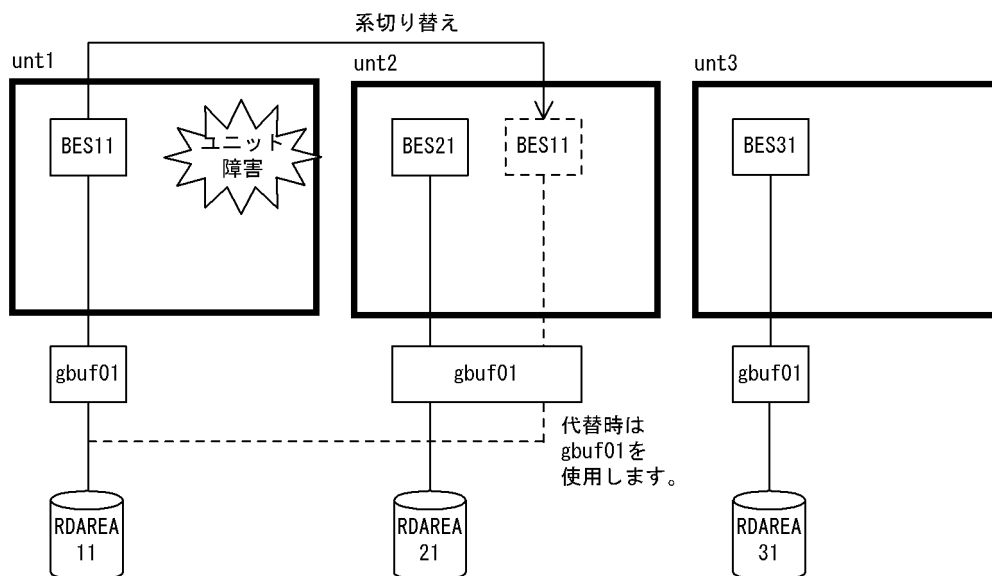 系切り替え
unt1
unt2
unt3
BES11
ユニット
障害
BES21
BES11
BES31
gbuf01
gbuf01
gbuf01
代替時は
gbuf01を
使用します。
RDAREA
11
RDAREA
21
RDAREA
31